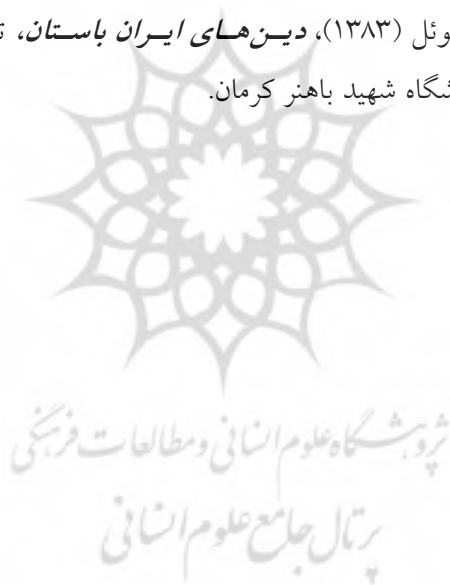 وئل (۱۳۸۳)، دیـن‌هـای ایـران باسـتان، ت
شگاه شهید باهنر کرمان.
پژوهشگاه علوم انسانی و مطالعات فرهنگی
پرتال جامع علوم انسانی